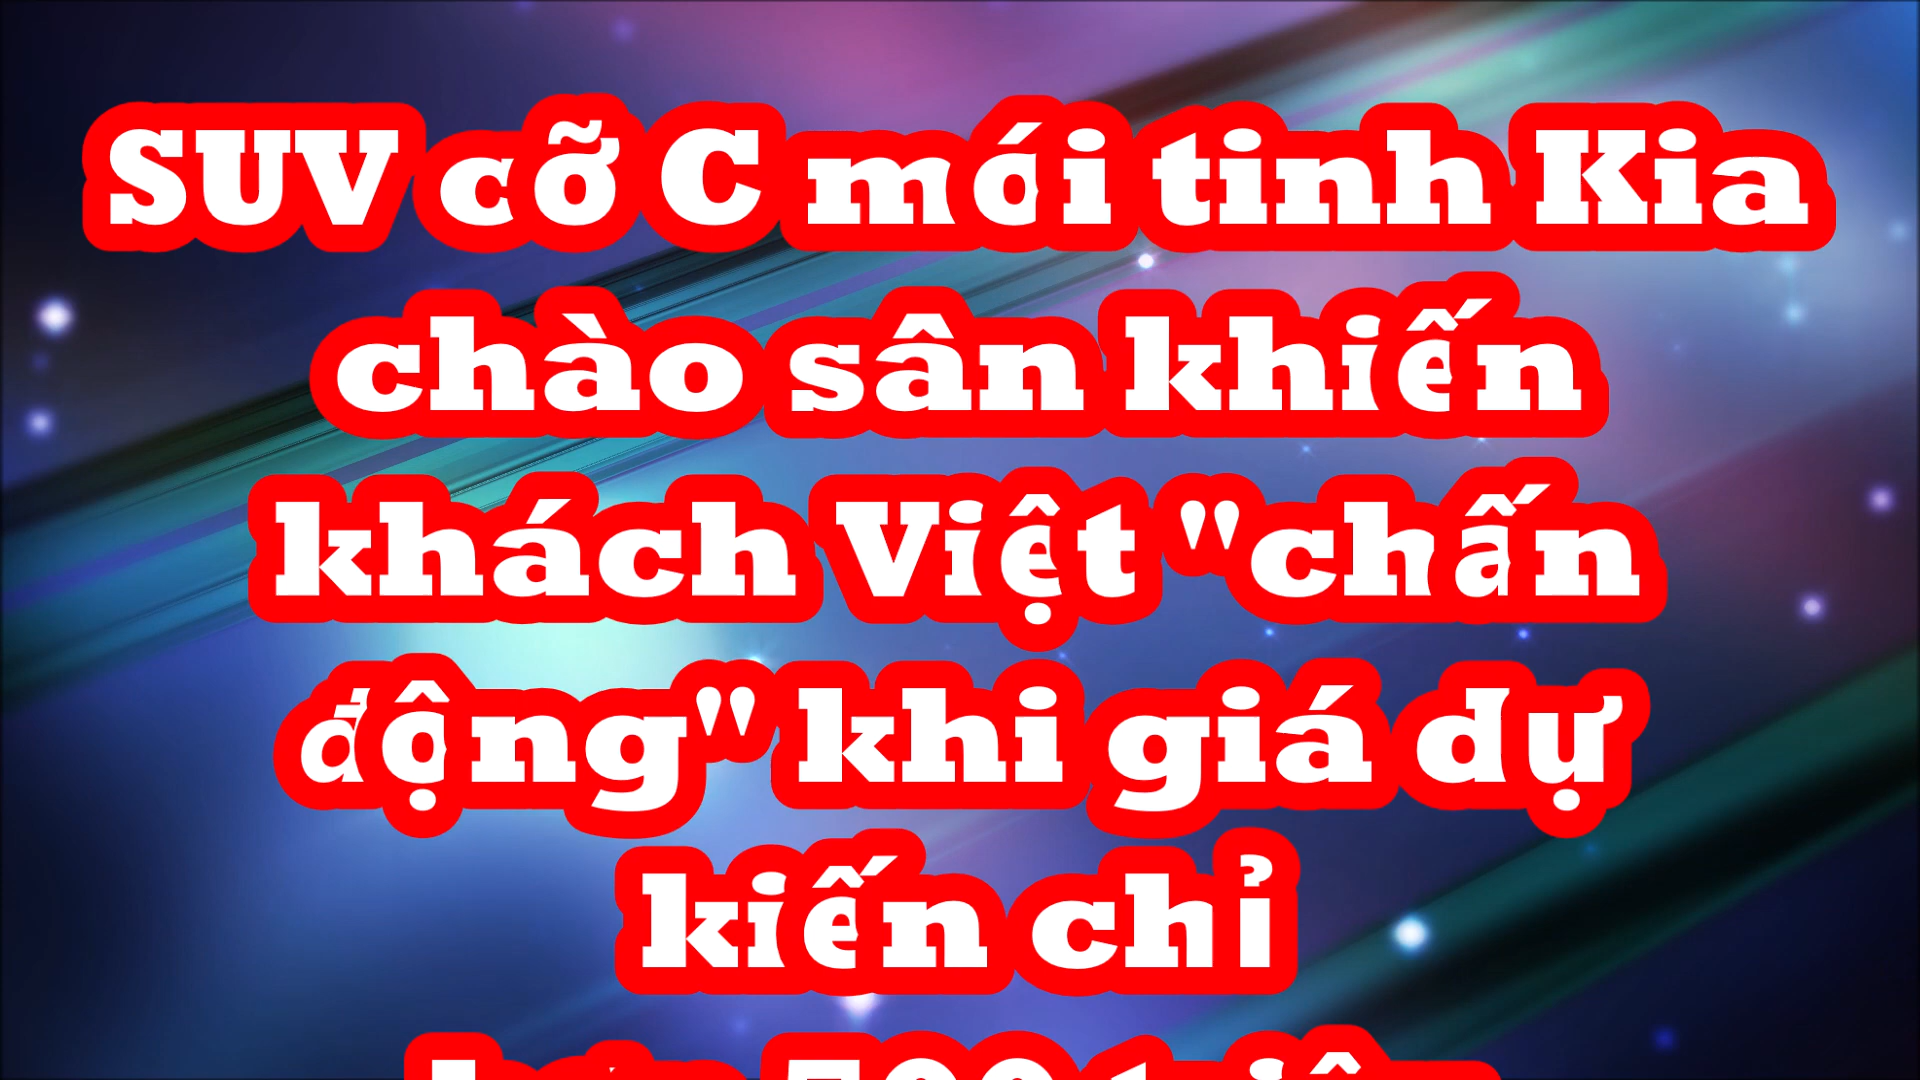 SUV cỡ C mới tinh Kia
chào sân khiến
khách Việt "chấn
động" khi giá dự
kiến chỉ